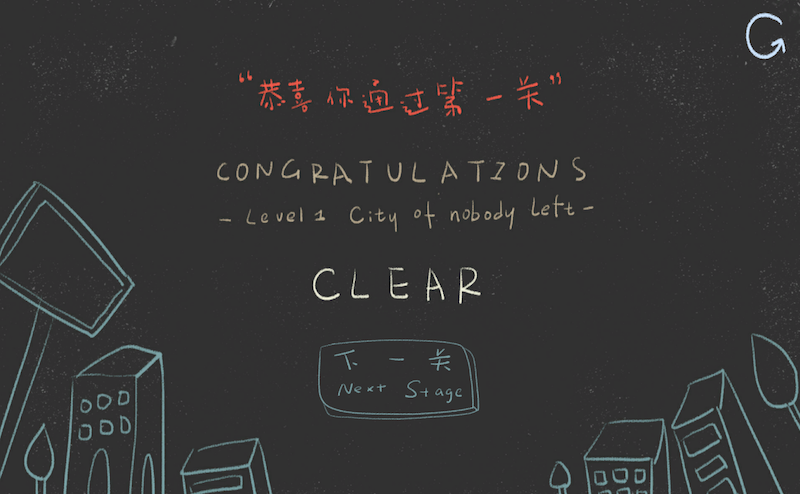 “恭喜你通过第一关”
CONGRATULATIONS
- Level 1 City of nobody left -
CLEAR
下一关
Next Stage